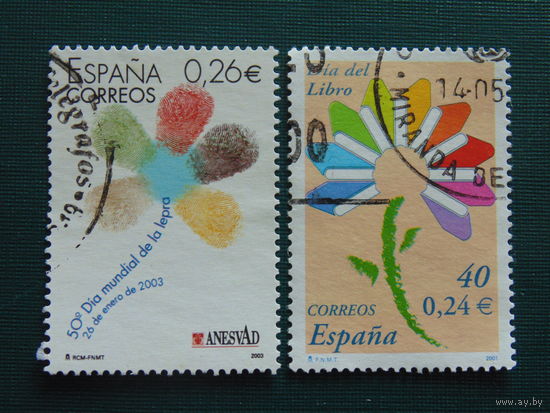 ESPAÑA 0,26€
CORREOS
50º Día mundial de la lepra
26 de enero de 2003
ANESVAD
RCM-FNMT
2003
Día del
Libro
14.05
MIRANDA DE
40
CORREOS 0,24 €
España
F.N.M.T.
2001
www.ay.by